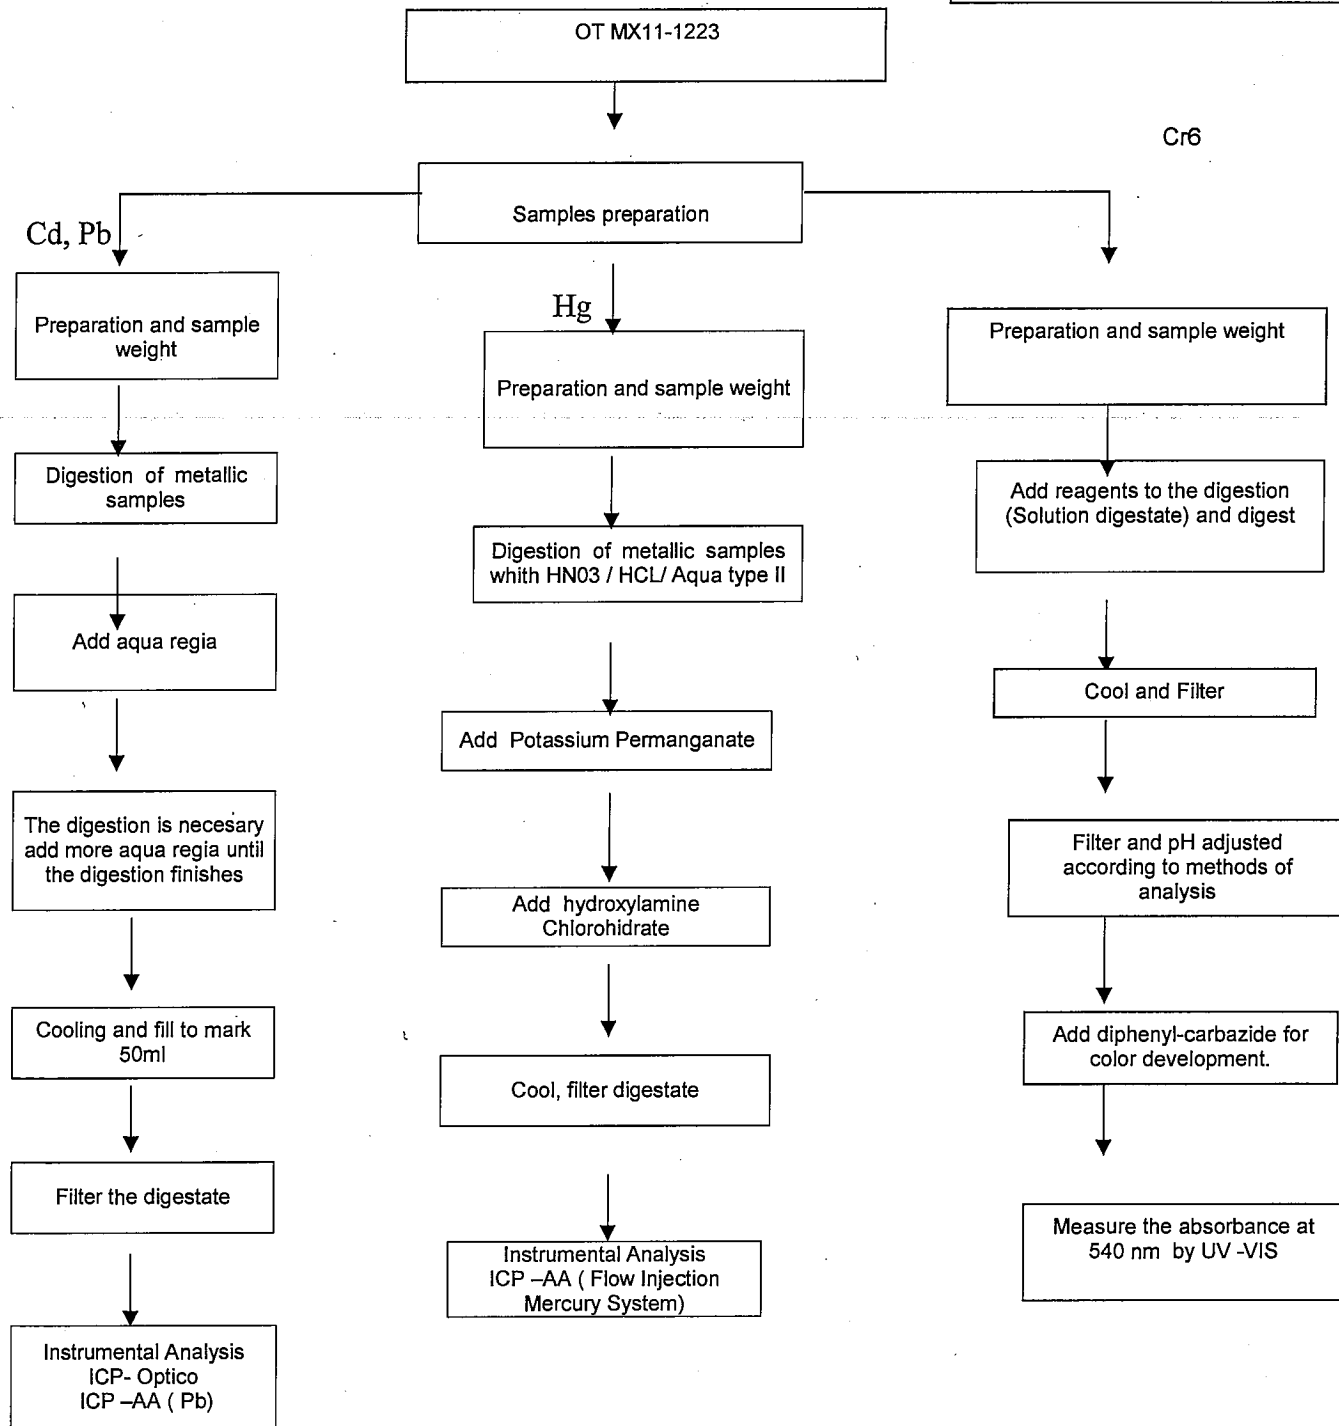 OT MX11-1223
Cr6
Samples preparation
Cd, Pb
Preparation and sample
weight
Digestion of metallic
samples
Add aqua regia
The digestion is necesary
add more aqua regia until
the digestion finishes
Cooling and fill to mark
50ml
Filter the digestate
Instrumental Analysis
ICP- Optico
ICP –AA ( Pb)
Hg
Preparation and sample weight
Digestion of metallic samples
whith HN03 / HCL/ Aqua type II
Add Potassium Permanganate
Add hydroxylamine
Chlorohidrate
Cool, filter digestate
Instrumental Analysis
ICP –AA ( Flow Injection
Mercury System)
Preparation and sample weight
Add reagents to the digestion
(Solution digestate) and digest
Cool and Filter
Filter and pH adjusted
according to methods of
analysis
Add diphenyl-carbazide for
color development.
Measure the absorbance at
540 nm by UV -VIS